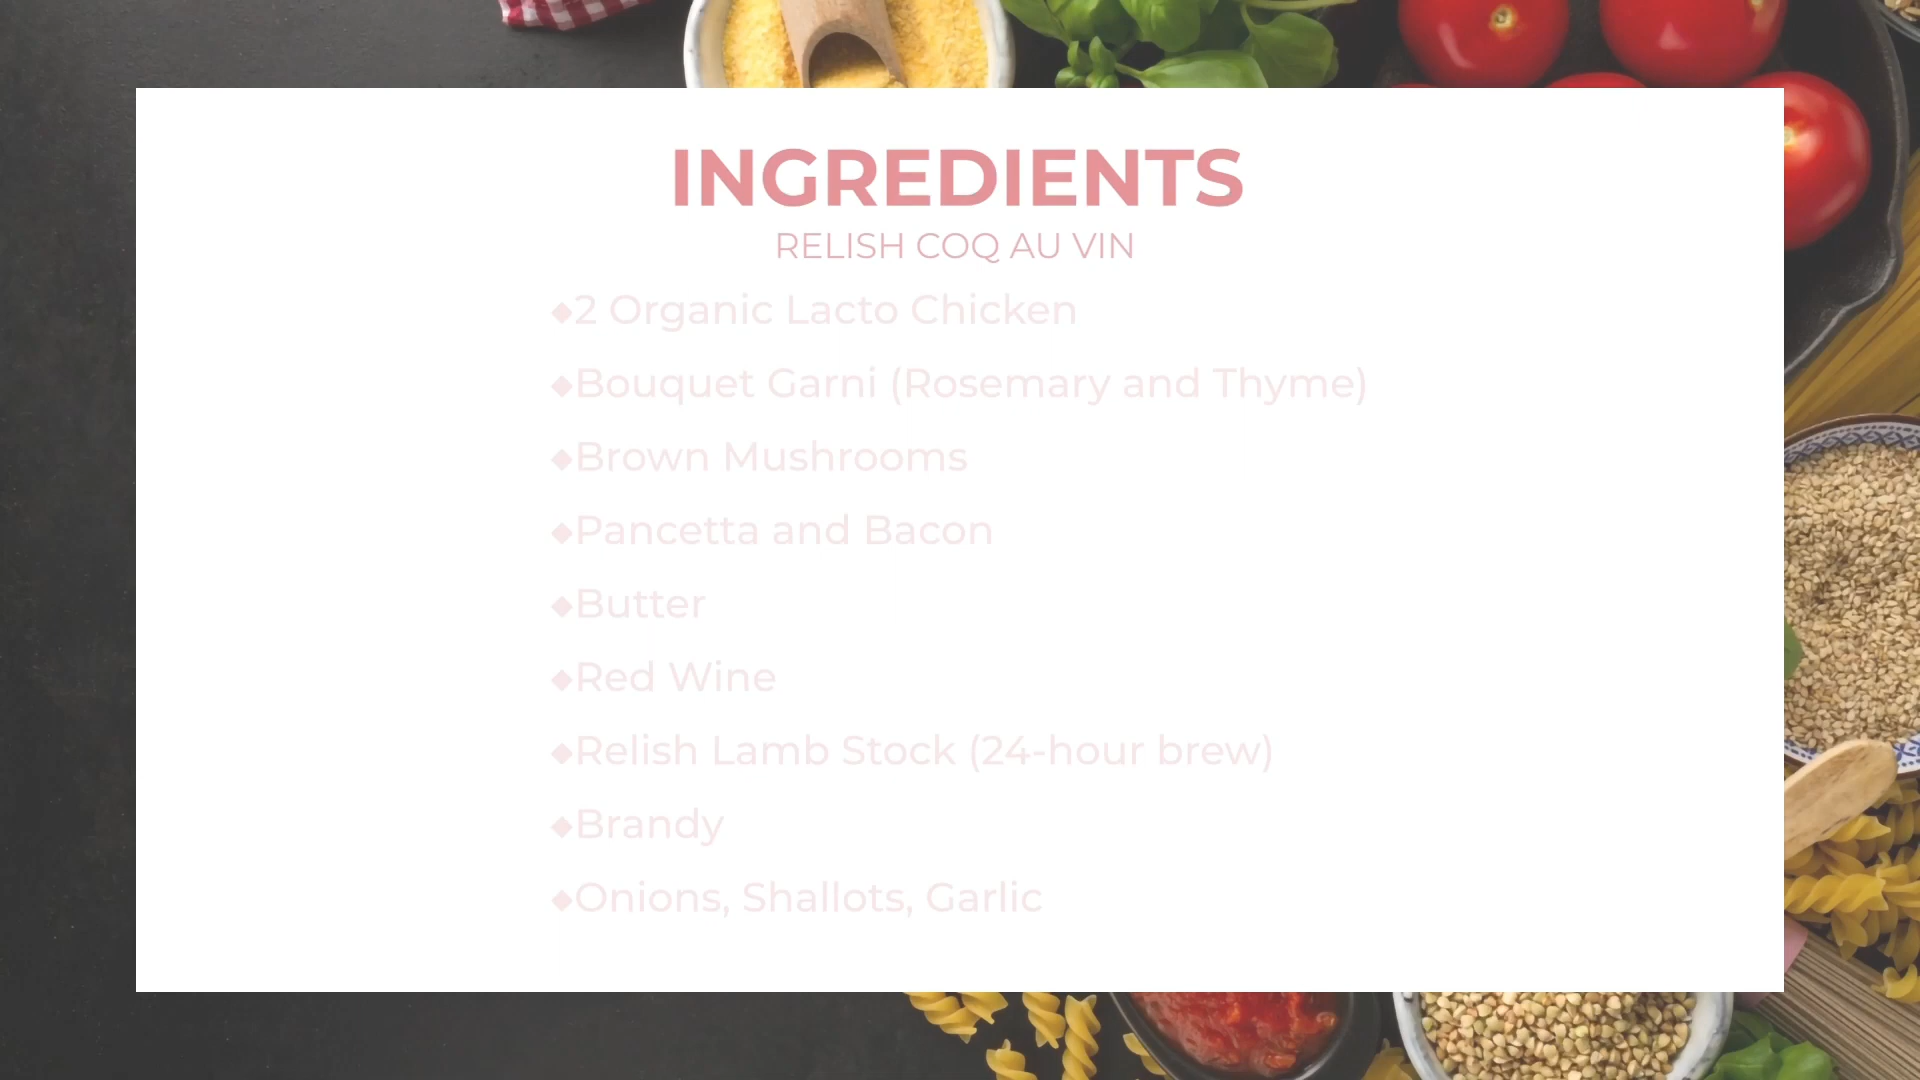 INGREDIENTS
RELISH COQ AU VIN
◆2 Organic Lacto Chicken
◆Bouquet Garni (Rosemary and Thyme)
◆Brown Mushrooms
◆Pancetta and Bacon
◆Butter
◆Red Wine
◆Relish Lamb Stock (24-hour brew)
◆Brandy
◆Onions, Shallots, Garlic